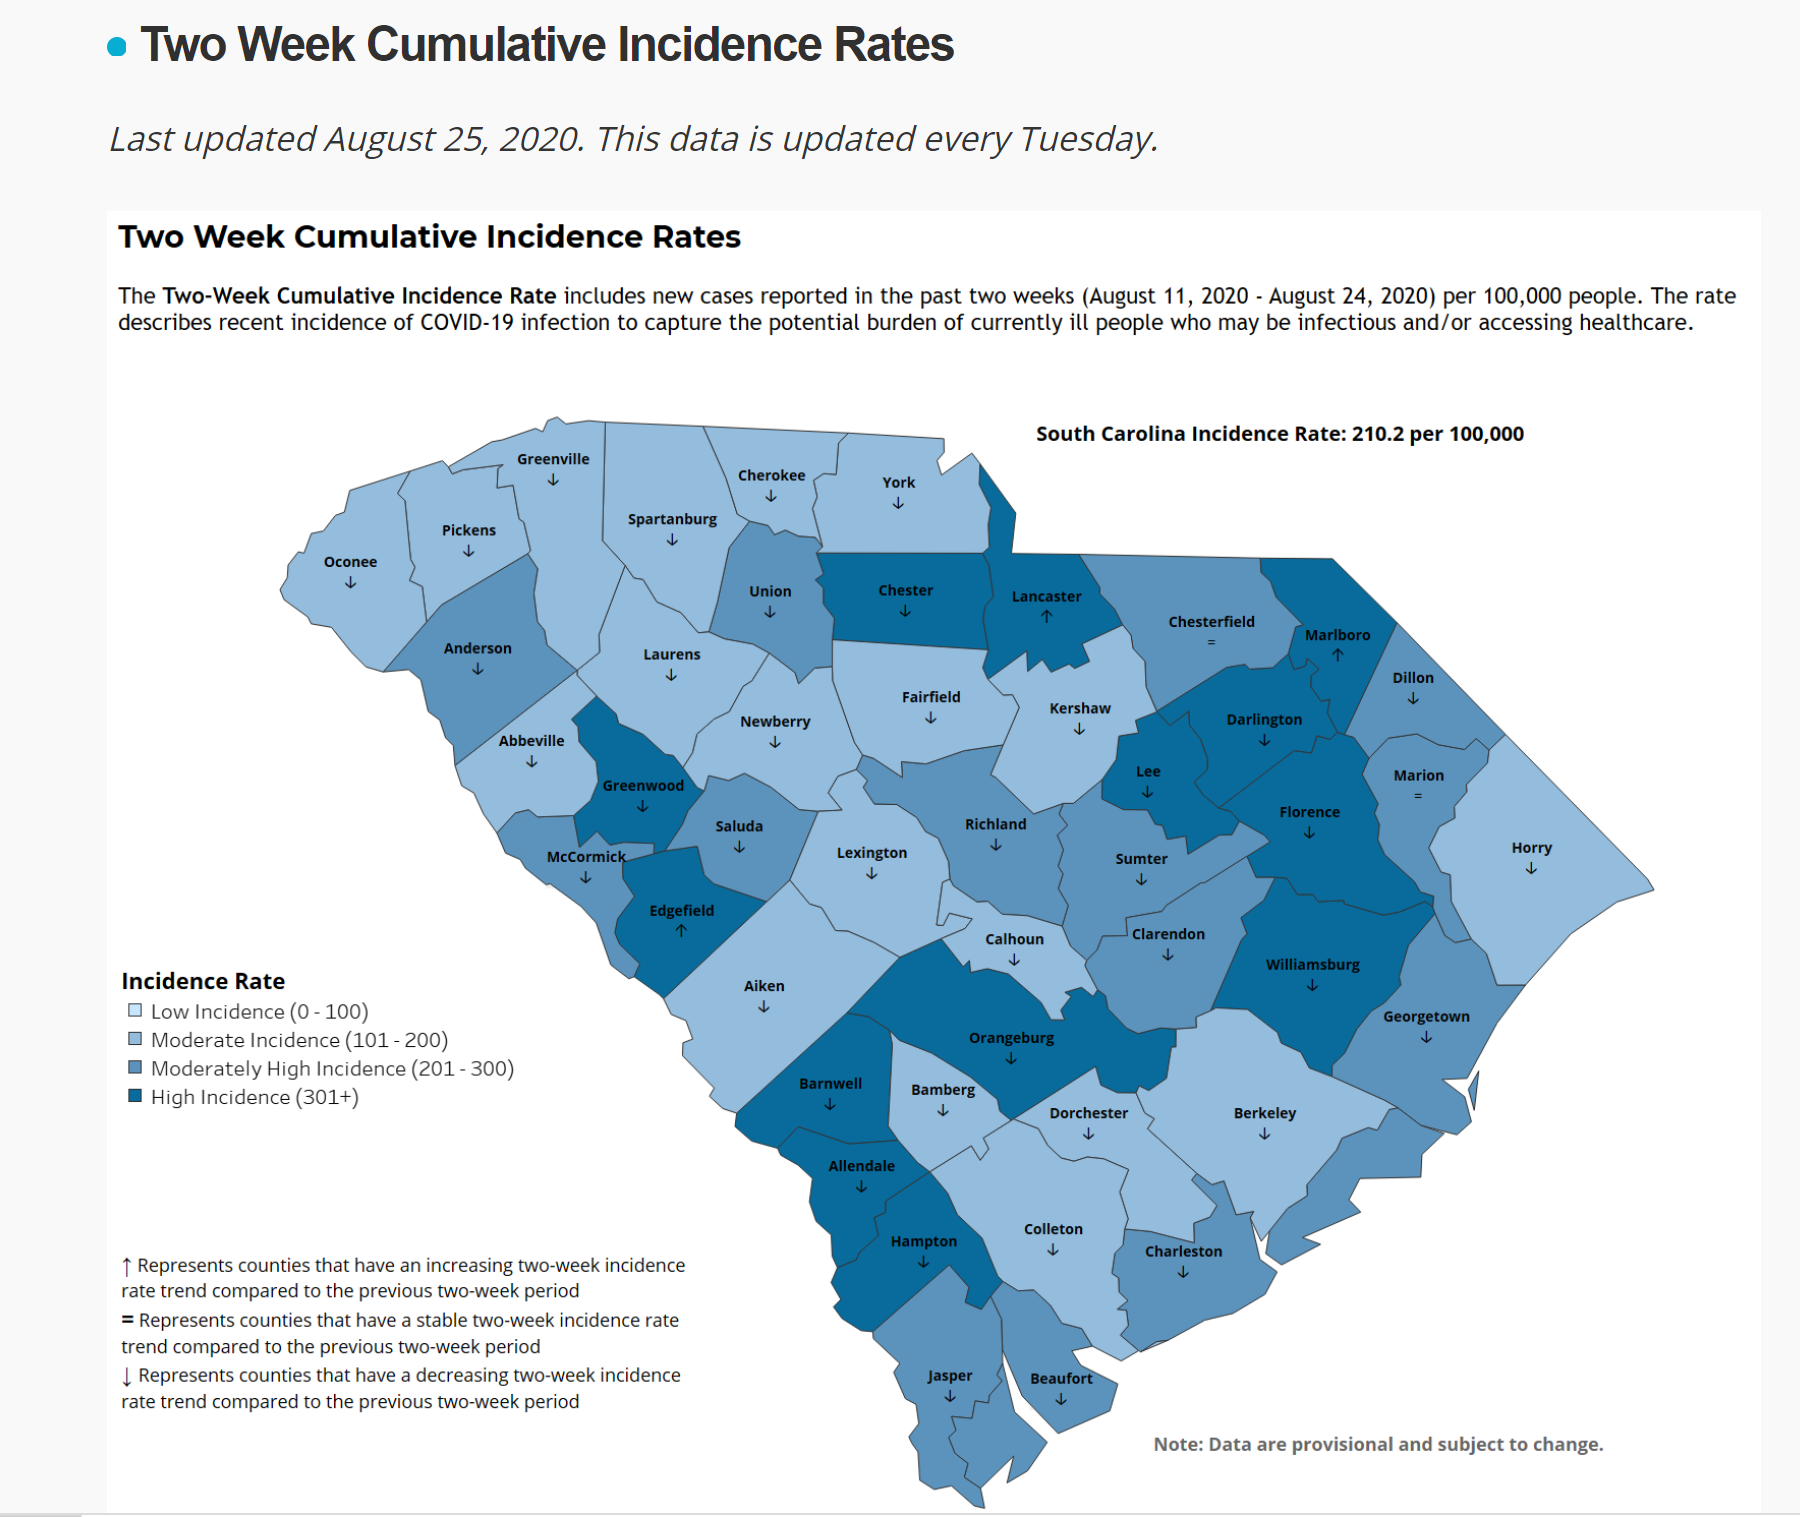 • Two Week Cumulative Incidence Rates
Last updated August 25, 2020. This data is updated every Tuesday.
Two Week Cumulative Incidence Rates
The Two-Week Cumulative Incidence Rate includes new cases reported in the past two weeks (August 11, 2020 - August 24, 2020) per 100,000 people. The rate
describes recent incidence of COVID-19 infection to capture the potential burden of currently ill people who may be infectious and/or accessing healthcare.
South Carolina Incidence Rate: 210.2 per 100,000
Greenville
↓
Cherokee
↓
York
↓
Spartanburg
↓
Pickens
↓
Oconee
↓
Union
↓
Chester
↓
Lancaster
↑
Chesterfield
=
Marlboro
↑
Anderson
↓
Laurens
↓
Dillon
↓
Fairfield
↓
Kershaw
↓
Newberry
↓
Darlington
↓
Abbeville
↓
Lee
↓
Marion
=
Greenwood
↓
Florence
↓
Saluda
↓
Richland
↓
Horry
↓
Lexington
↓
McCormick
↓
Sumter
↓
Edgefield
↑
Clarendon
↓
Calhoun
↓
Williamsburg
↓
Aiken
↓
Georgetown
↓
Orangeburg
↓
Barnwell
↓
Bamberg
↓
Dorchester
↓
Berkeley
↓
Allendale
↓
Colleton
↓
Hampton
↓
Charleston
↓
Jasper
↓
Beaufort
↓
Incidence Rate
Low Incidence (0 - 100)
Moderate Incidence (101 - 200)
Moderately High Incidence (201 - 300)
High Incidence (301+)
↑ Represents counties that have an increasing two-week incidence
rate trend compared to the previous two-week period
= Represents counties that have a stable two-week incidence rate
trend compared to the previous two-week period
↓ Represents counties that have a decreasing two-week incidence
rate trend compared to the previous two-week period
Note: Data are provisional and subject to change.